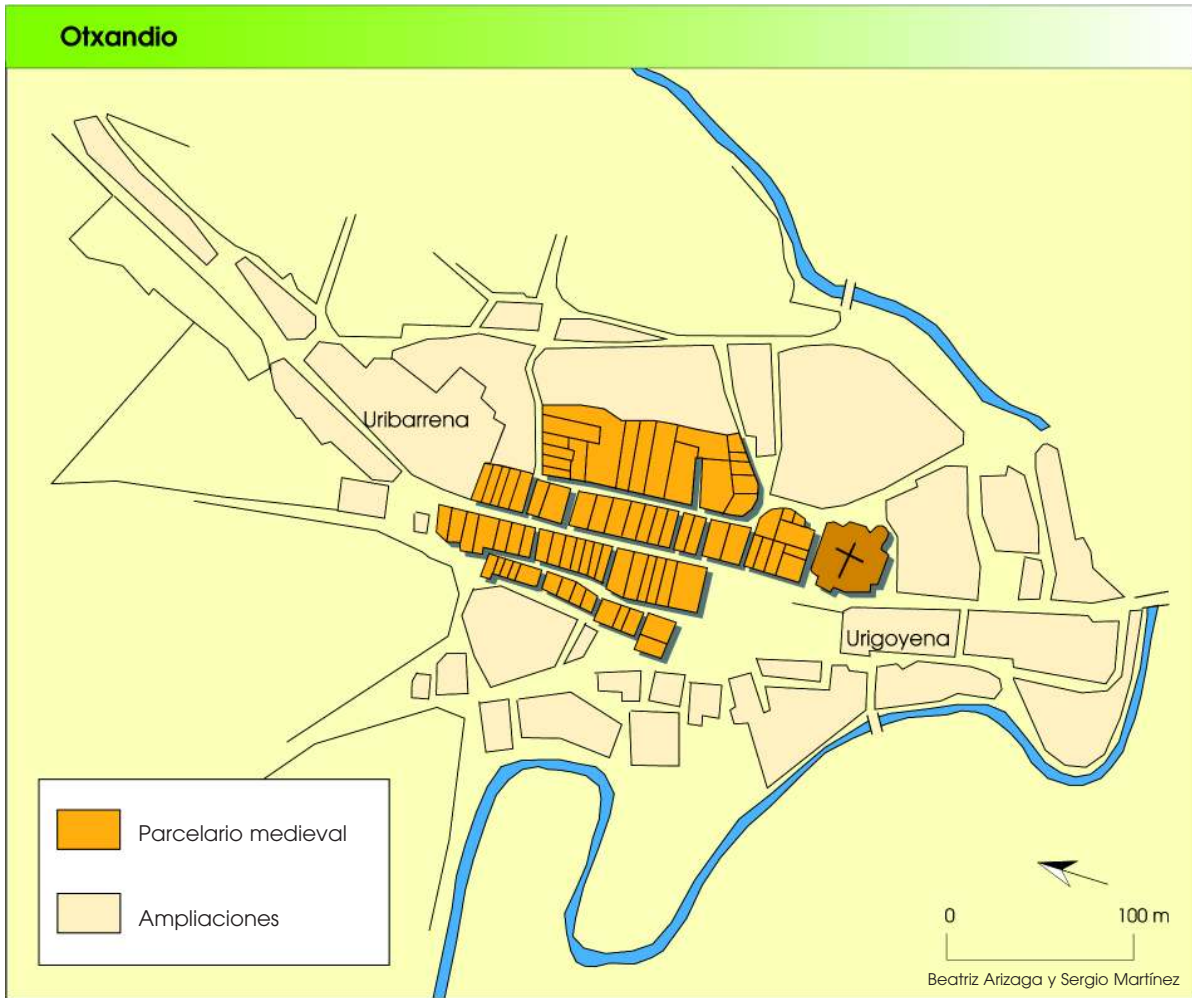 Otxandio
Uribarrena
Urigoyena
Parcelario medieval
Ampliaciones
0 100 m
Beatriz Arizaga y Sergio Martínez